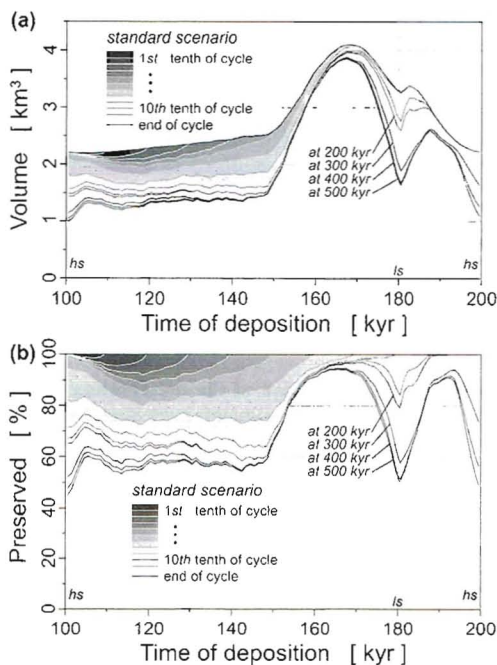 (a)
standard scenario
1st tenth of cycle
10th tenth of cycle
end of cycle
at 200 kyr
at 300 kyr
at 400 kyr
at 500 kyr
Volume [ km³ ]
4
3
2
1
0
hs
ls
hs
100 120 140 160 180 200
Time of deposition [ kyr ]
(b)
Preserved [ % ]
100
80
60
40
20
0
at 200 kyr
at 300 kyr
at 400 kyr
at 500 kyr
standard scenario
1st tenth of cycle
10th tenth of cycle
end of cycle
hs
ls
hs
100 120 140 160 180 200
Time of deposition [ kyr ]